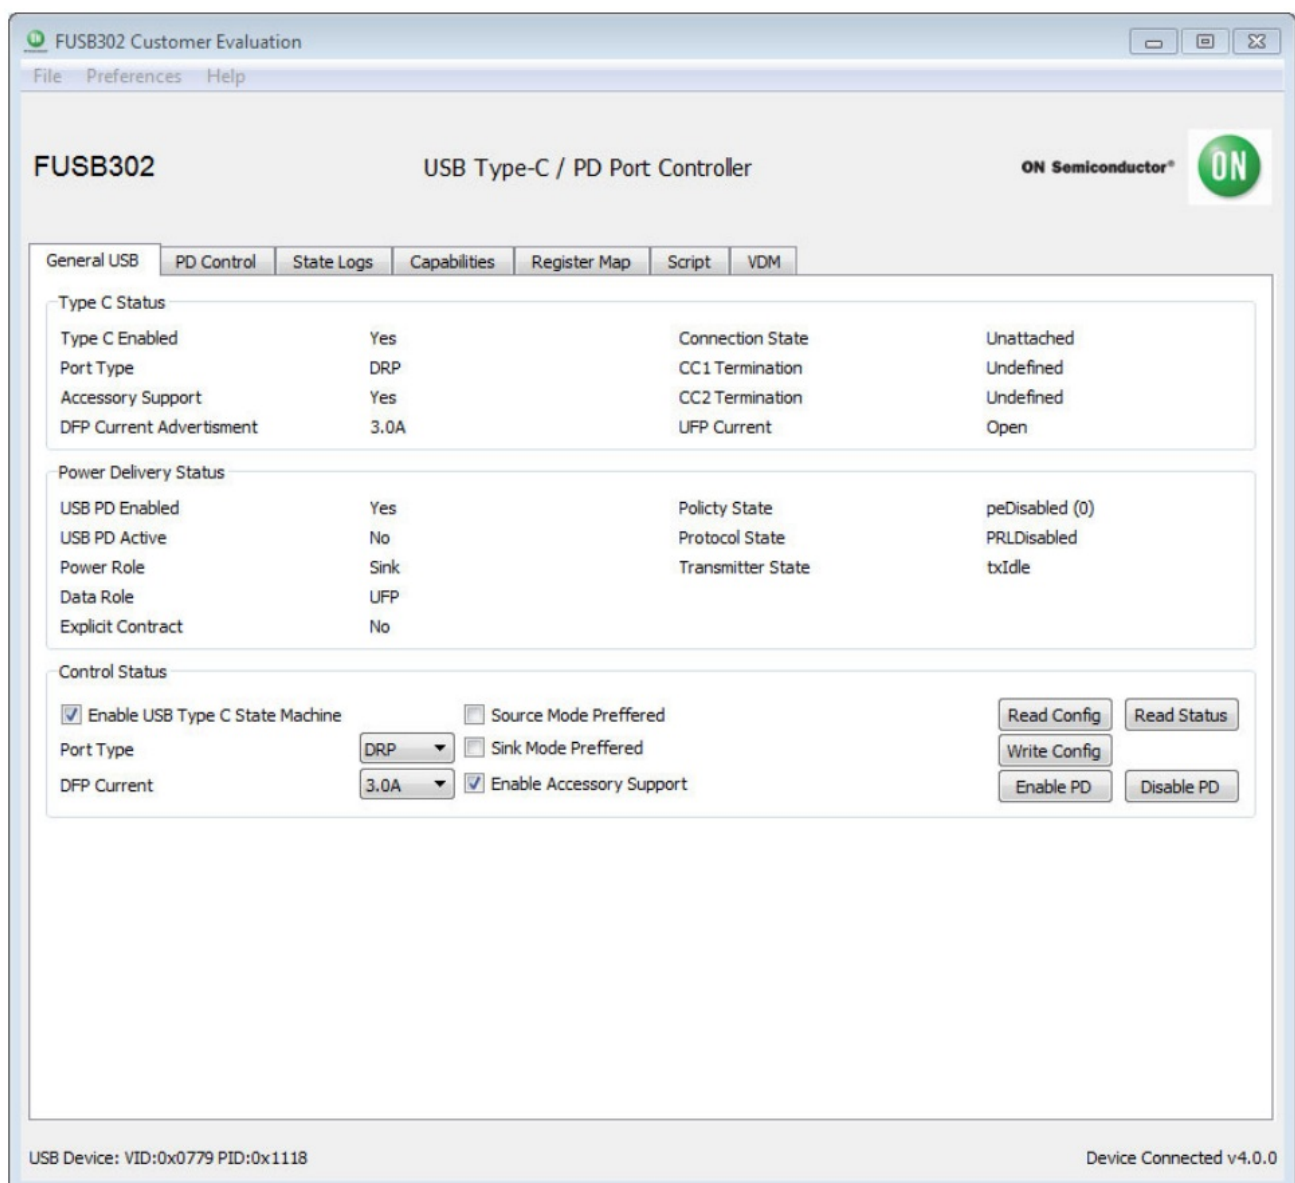 FUSB302 Customer Evaluation
File Preferences Help
FUSB302 USB Type-C / PD Port Controller ON Semiconductor® ON
General USB PD Control State Logs Capabilities Register Map Script VDM
Type C Status
Type C Enabled Yes Connection State Unattached
Port Type DRP CC1 Termination Undefined
Accessory Support Yes CC2 Termination Undefined
DFP Current Advertisment 3.0A UFP Current Open
Power Delivery Status
USB PD Enabled Yes Policty State peDisabled (0)
USB PD Active No Protocol State PRLDisabled
Power Role Sink Transmitter State txIdle
Data Role UFP
Explicit Contract No
Control Status
Enable USB Type C State Machine Source Mode Preffered Read Config Read Status
Port Type DRP Sink Mode Preffered Write Config
DFP Current 3.0A Enable Accessory Support Enable PD Disable PD
USB Device: VID:0x0779 PID:0x1118 Device Connected v4.0.0